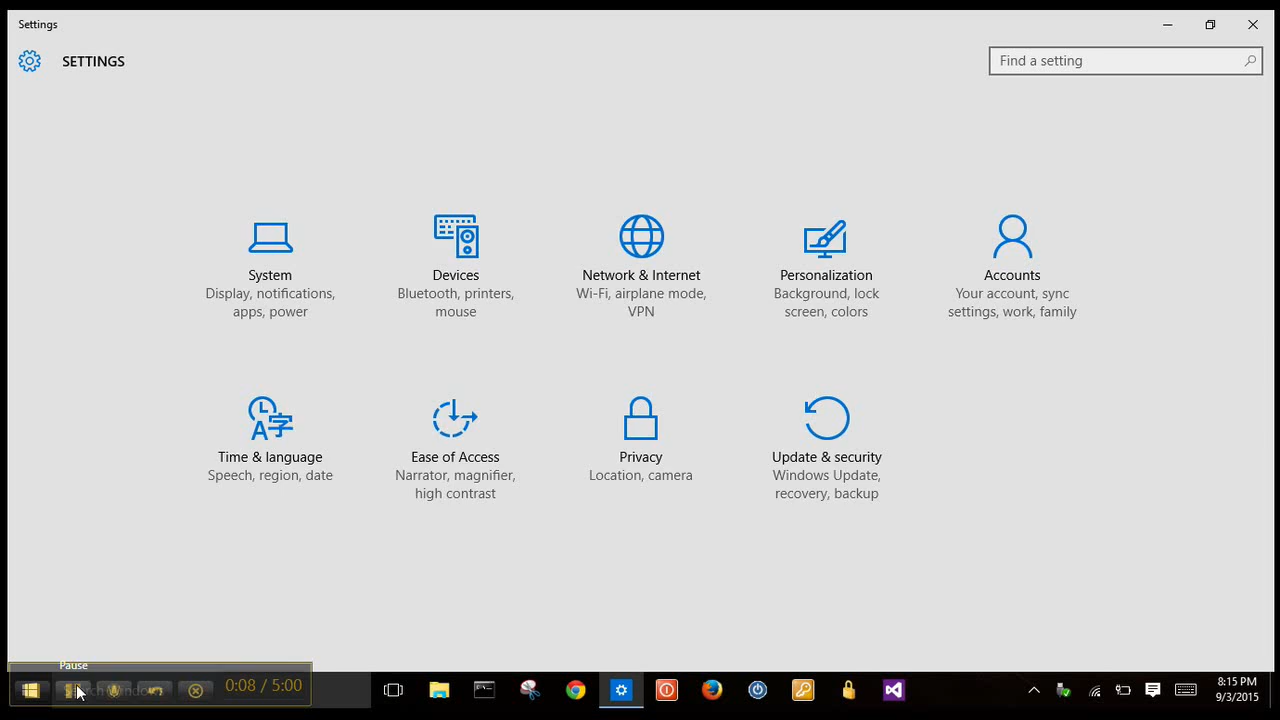 Settings
SETTINGS
Find a setting
System
Display, notifications,
apps, power
Devices
Bluetooth, printers,
mouse
Network & Internet
Wi-Fi, airplane mode,
VPN
Personalization
Background, lock
screen, colors
Accounts
Your account, sync
settings, work, family
Time & language
Speech, region, date
Ease of Access
Narrator, magnifier,
high contrast
Privacy
Location, camera
Update & security
Windows Update,
recovery, backup
Pause
0:08 / 5:00
8:15 PM
9/3/2015